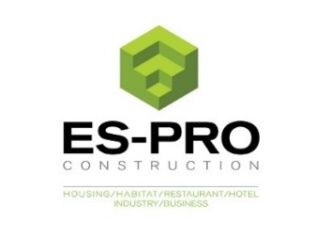 ES-PRO
CONSTRUCTION
HOUSING/HABITAT/RESTAURANT/HOTEL
INDUSTRY/BUSINESS